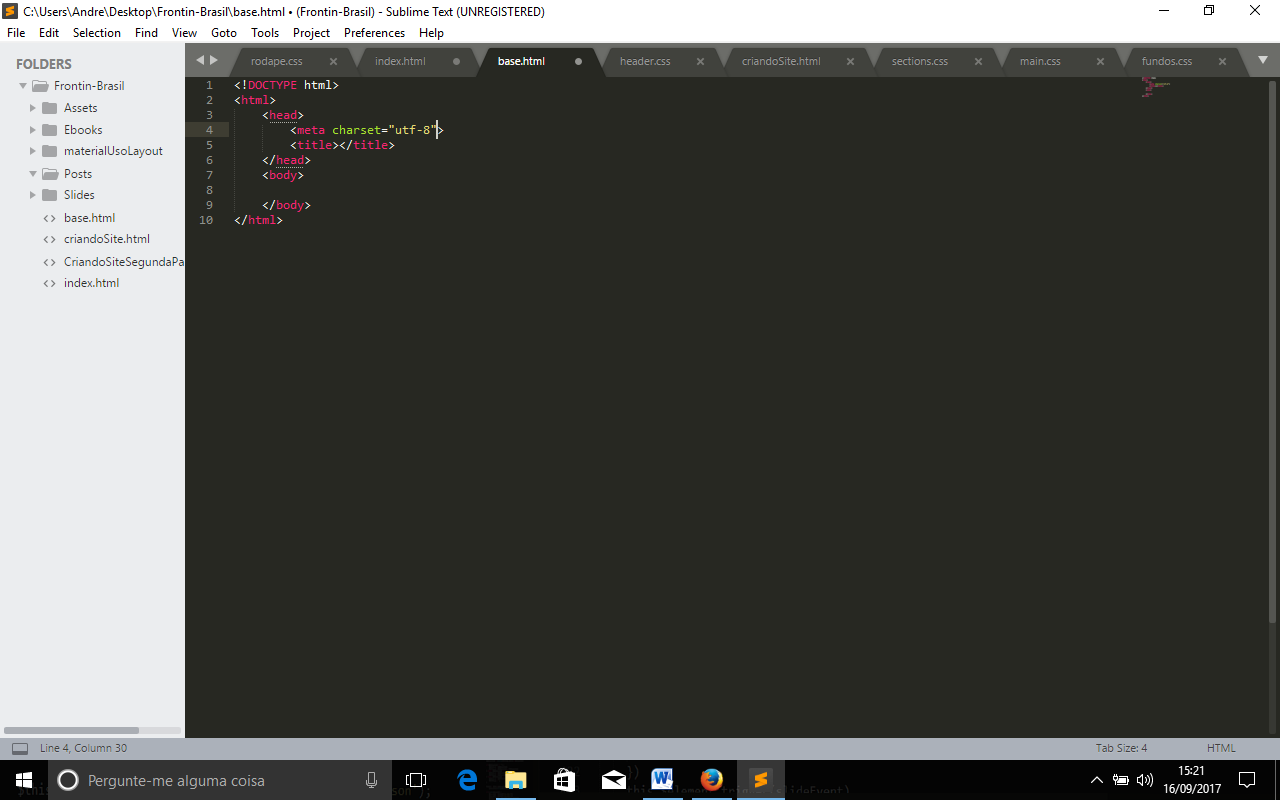 C:\Users\Andre\Desktop\Frontin-Brasil\base.html • (Frontin-Brasil) - Sublime Text (UNREGISTERED)
File Edit Selection Find View Goto Tools Project Preferences Help
FOLDERS
Frontin-Brasil
Assets
Ebooks
materialUsoLayout
Posts
Slides
base.html
criandoSite.html
CriandoSiteSegundaPa
index.html
rodape.css index.html base.html header.css criandoSite.html sections.css main.css fundos.css
1 <!DOCTYPE html>
2 <html>
3 <head>
4 <meta charset="utf-8">
5 <title></title>
6 </head>
7 <body>
8
9 </body>
10 </html>
Line 4, Column 30 Tab Size: 4 HTML
Pergunte-me alguma coisa
15:21
16/09/2017